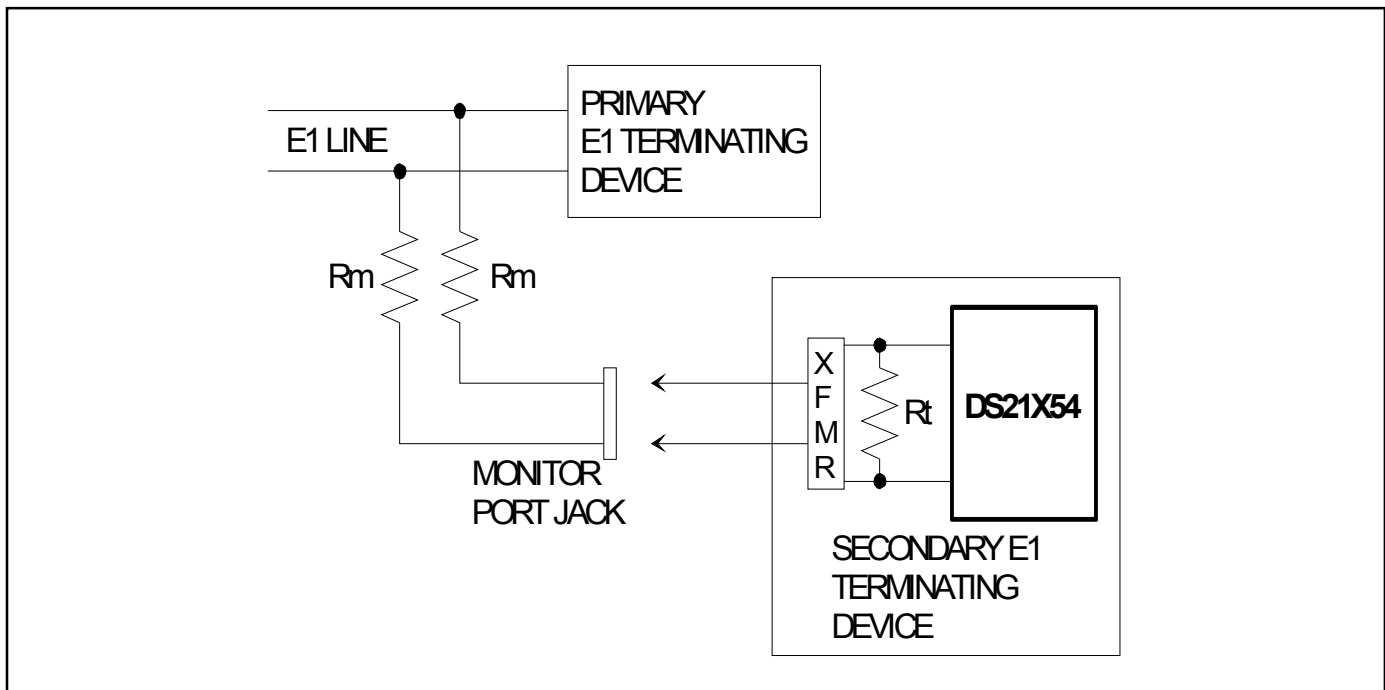 PRIMARY
E1 TERMINATING
DEVICE
E1 LINE
Rm
Rm
MONITOR
PORT JACK
X
F
M
R
Rt
DS21X54
SECONDARY E1
TERMINATING
DEVICE